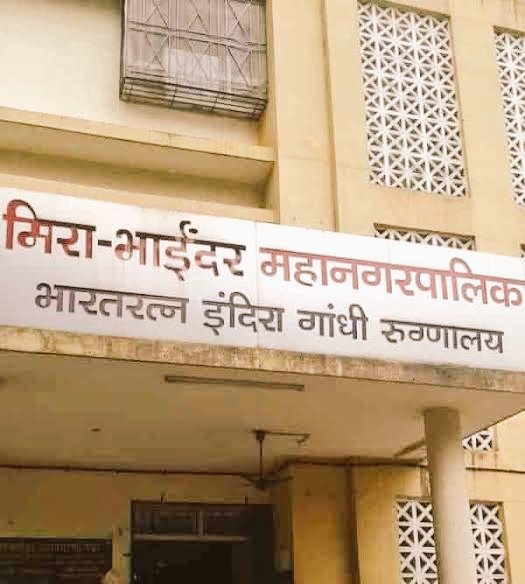 मिरा-भाईंदर महानगरपालिक
भारतरत्न इंदिरा गांधी रुग्णालय